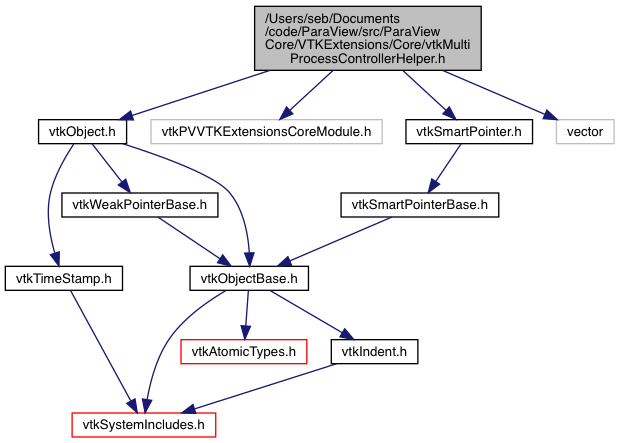 /Users/seb/Documents
/code/ParaView/src/ParaView
Core/VTKExtensions/Core/vtkMulti
ProcessControllerHelper.h
vtkObject.h
vtkPVVTKExtensionsCoreModule.h
vtkSmartPointer.h
vector
vtkWeakPointerBase.h
vtkSmartPointerBase.h
vtkTimeStamp.h
vtkObjectBase.h
vtkAtomicTypes.h
vtkIndent.h
vtkSystemIncludes.h